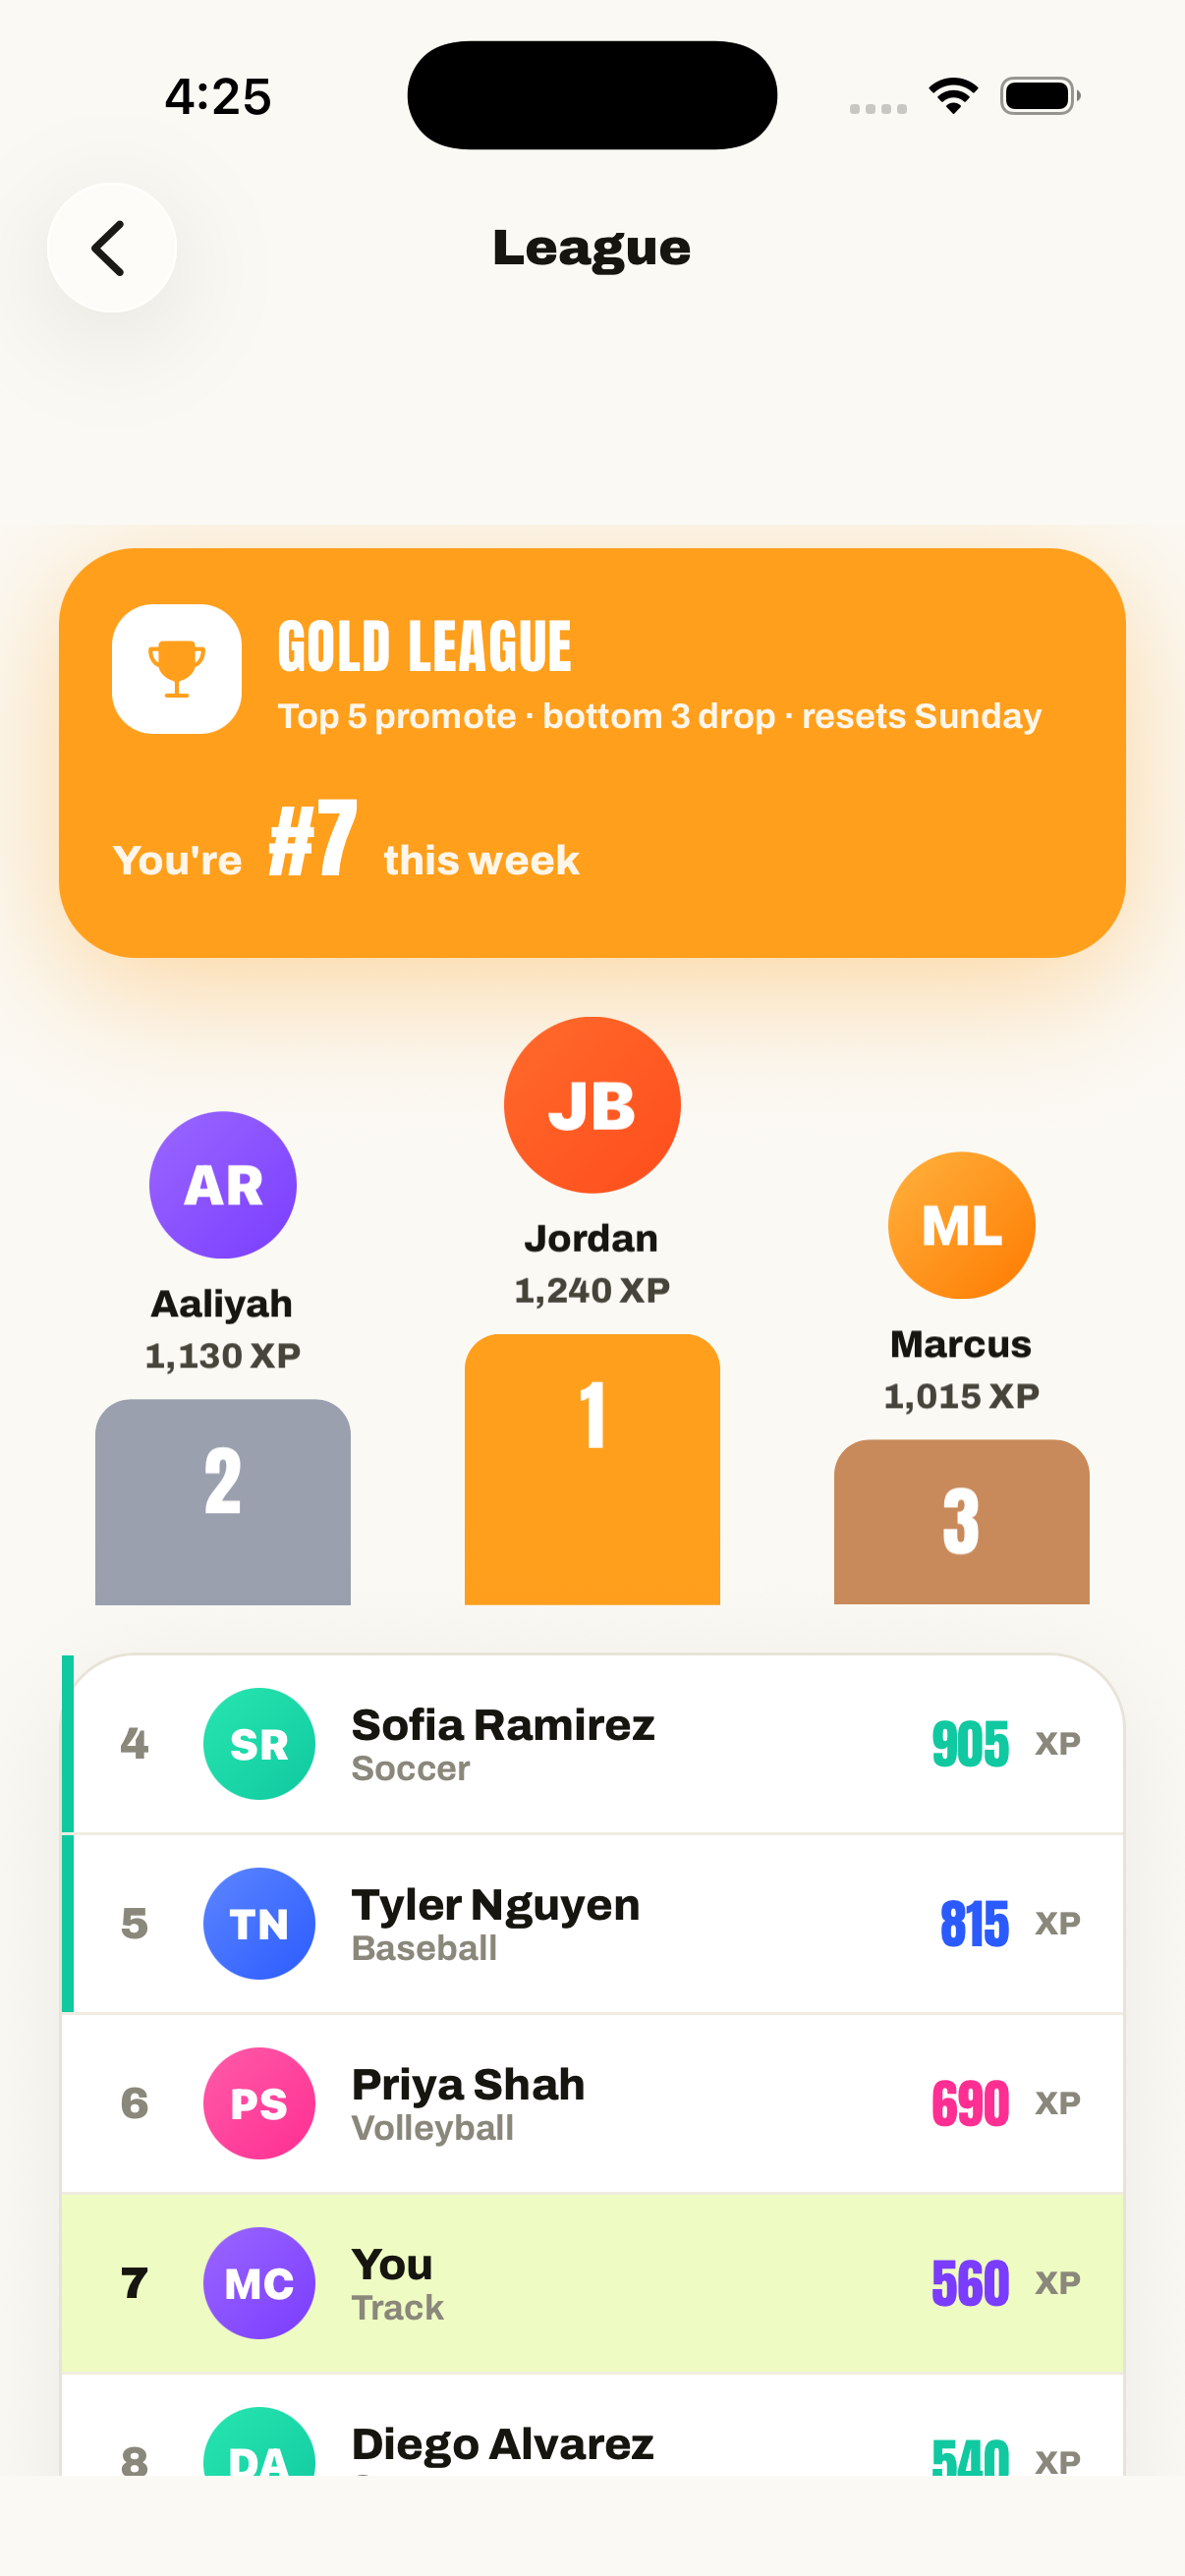 4:25
League
GOLD LEAGUE
Top 5 promote · bottom 3 drop · resets Sunday
You're #7 this week
JB
Jordan
1,240 XP
1
AR
Aaliyah
1,130 XP
2
ML
Marcus
1,015 XP
3
4 SR Sofia Ramirez 905 XP
Soccer
5 TN Tyler Nguyen 815 XP
Baseball
6 PS Priya Shah 690 XP
Volleyball
7 MC You 560 XP
Track
8 DA Diego Alvarez 540 XP